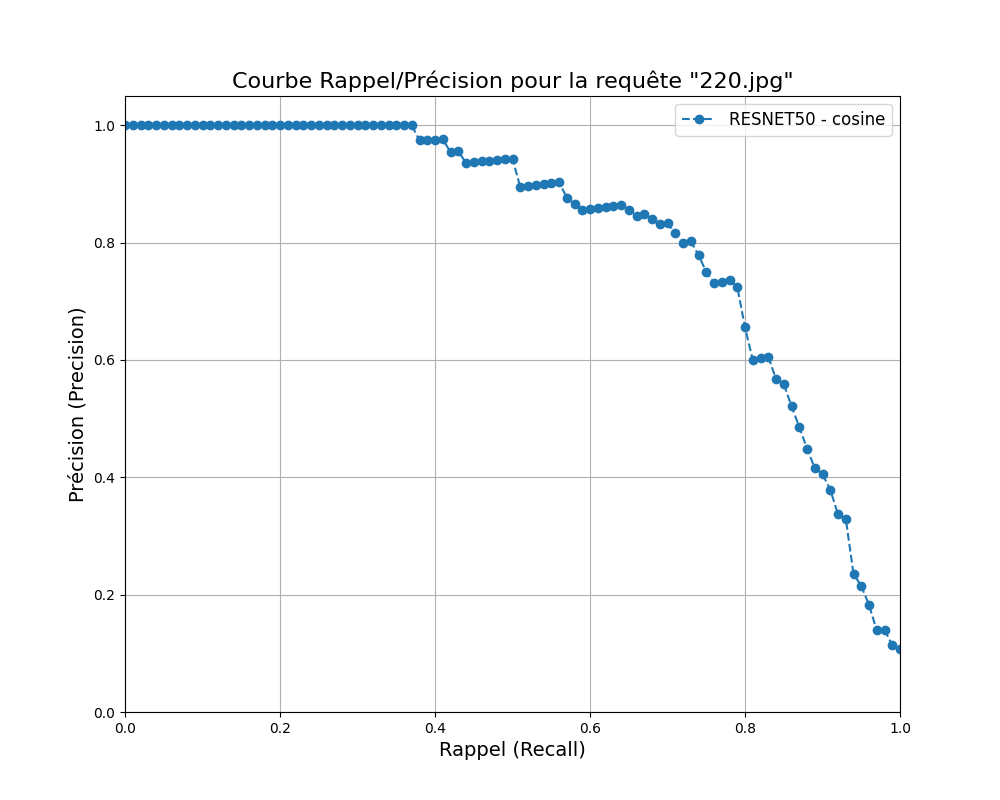 Courbe Rappel/Précision pour la requête "220.jpg"
RESNET50 - cosine
1.0
0.8
0.6
0.4
0.2
0.0
Précision (Precision)
0.0 0.2 0.4 0.6 0.8 1.0
Rappel (Recall)